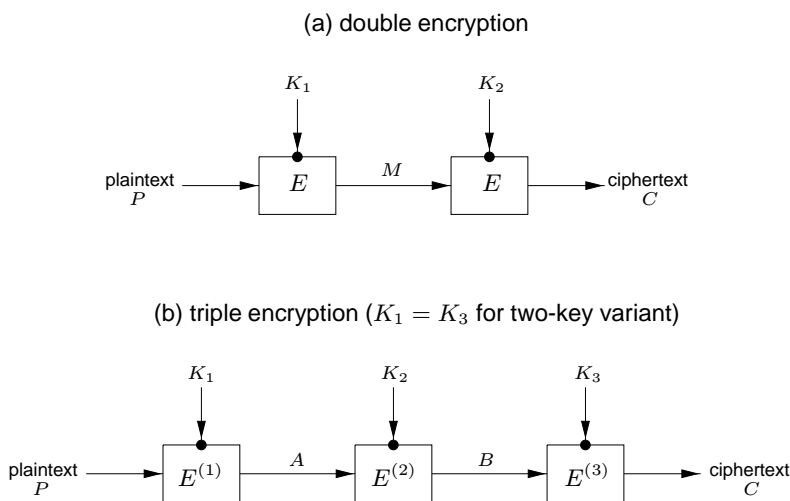 (a) double encryption
K₁ K₂
plaintext P E M E ciphertext C
(b) triple encryption (K₁ = K₃ for two-key variant)
K₁ K₂ K₃
plaintext P E⁽¹⁾ A E⁽²⁾ B E⁽³⁾ ciphertext C